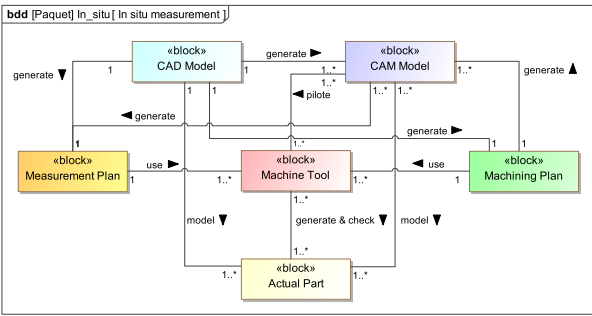 bdd [Paquet] In_situ [ In situ measurement ]
«block»
CAD Model
«block»
CAM Model
generate
generate
generate
1
1
1..*
1..*
1..*
pilote
1
1
1..*
1..*
generate
generate
1
1..*
1
1
«block»
Measurement Plan
«block»
Machine Tool
«block»
Machining Plan
use
use
1
1..*
1..*
1
1..*
model
generate & check
model
1..*
1..*
1..*
«block»
Actual Part